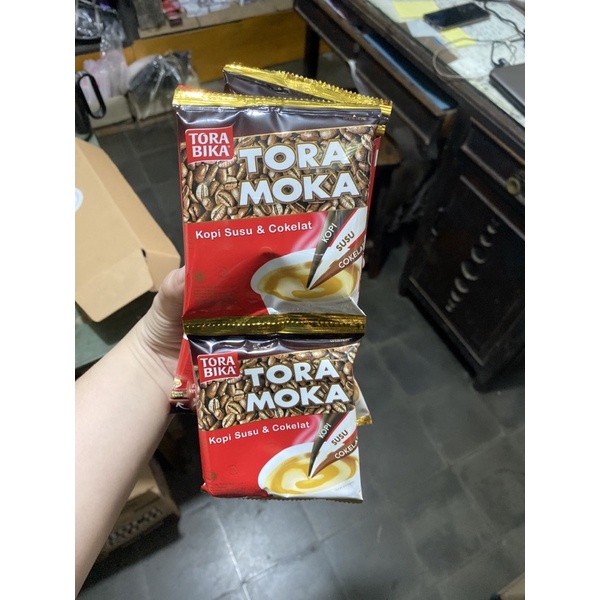 TORA
BIKA
TORA
MOKA
Kopi Susu & Cokelat
KOPI
SUSU
COKELAT
TORA
BIKA
TORA
MOKA
Kopi Susu & Cokelat
KOPI
SUSU